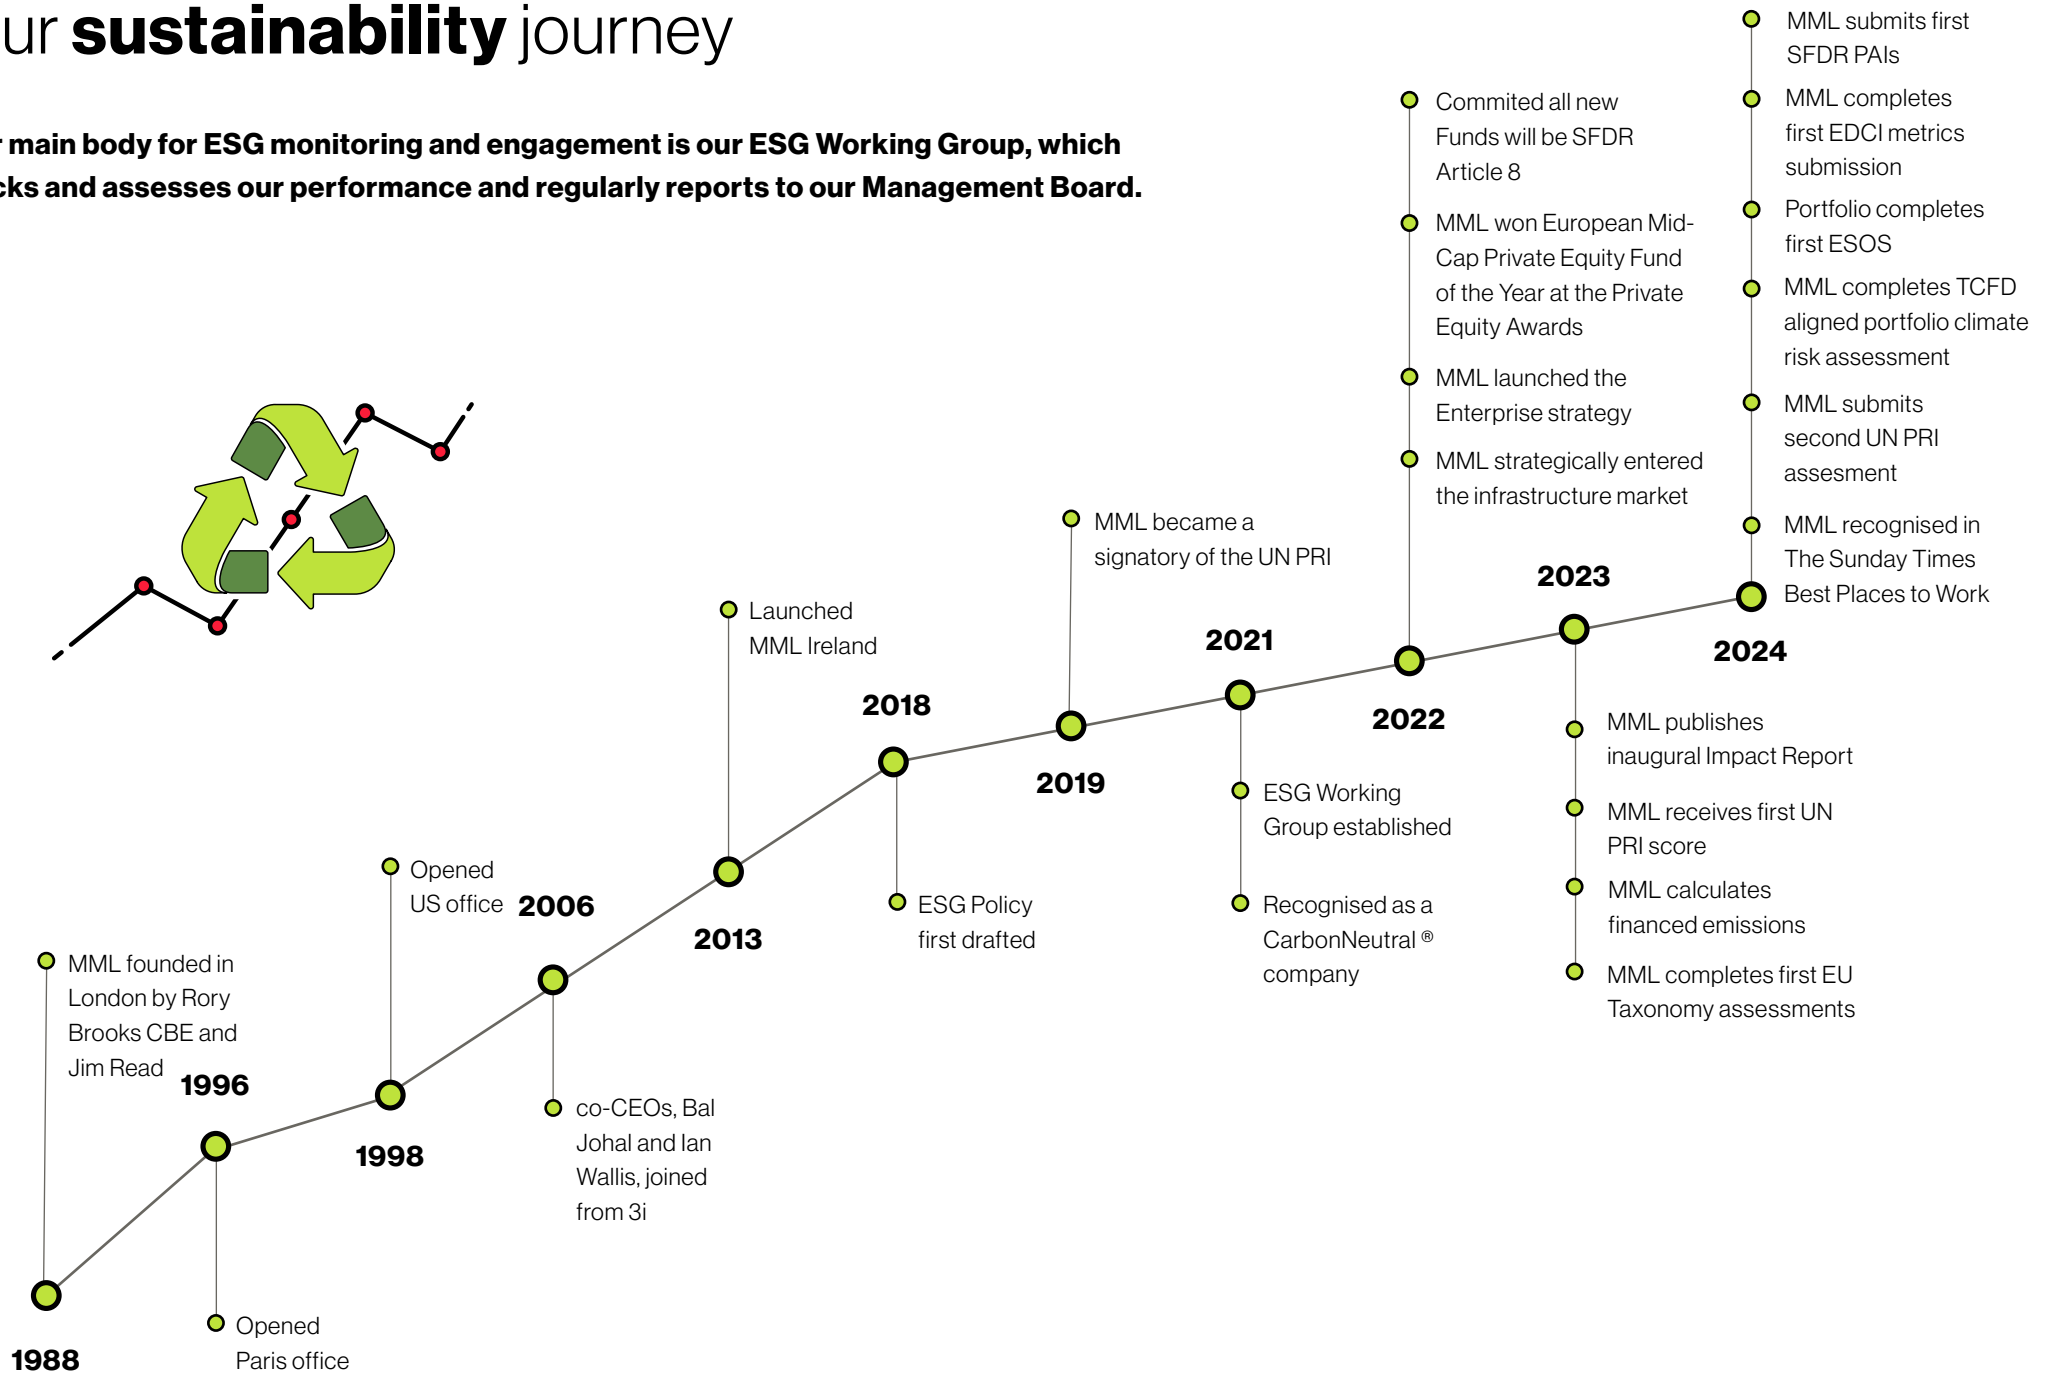 ur sustainability journey
main body for ESG monitoring and engagement is our ESG Working Group, which
cks and assesses our performance and regularly reports to our Management Board.
1988
MML founded in
London by Rory
Brooks CBE and
Jim Read
1996
Opened
Paris office
1998
Opened
US office
2006
co-CEOs, Bal
Johal and Ian
Wallis, joined
from 3i
2013
Launched
MML Ireland
2018
ESG Policy
first drafted
2019
MML became a
signatory of the UN PRI
2021
ESG Working
Group established
Recognised as a
CarbonNeutral ®
company
2022
Commited all new
Funds will be SFDR
Article 8
MML won European Mid-
Cap Private Equity Fund
of the Year at the Private
Equity Awards
MML launched the
Enterprise strategy
MML strategically entered
the infrastructure market
2023
MML publishes
inaugural Impact Report
MML receives first UN
PRI score
MML calculates
financed emissions
MML completes first EU
Taxonomy assessments
2024
MML submits first
SFDR PAIs
MML completes
first EDCI metrics
submission
Portfolio completes
first ESOS
MML completes TCFD
aligned portfolio climate
risk assessment
MML submits
second UN PRI
assesment
MML recognised in
The Sunday Times
Best Places to Work